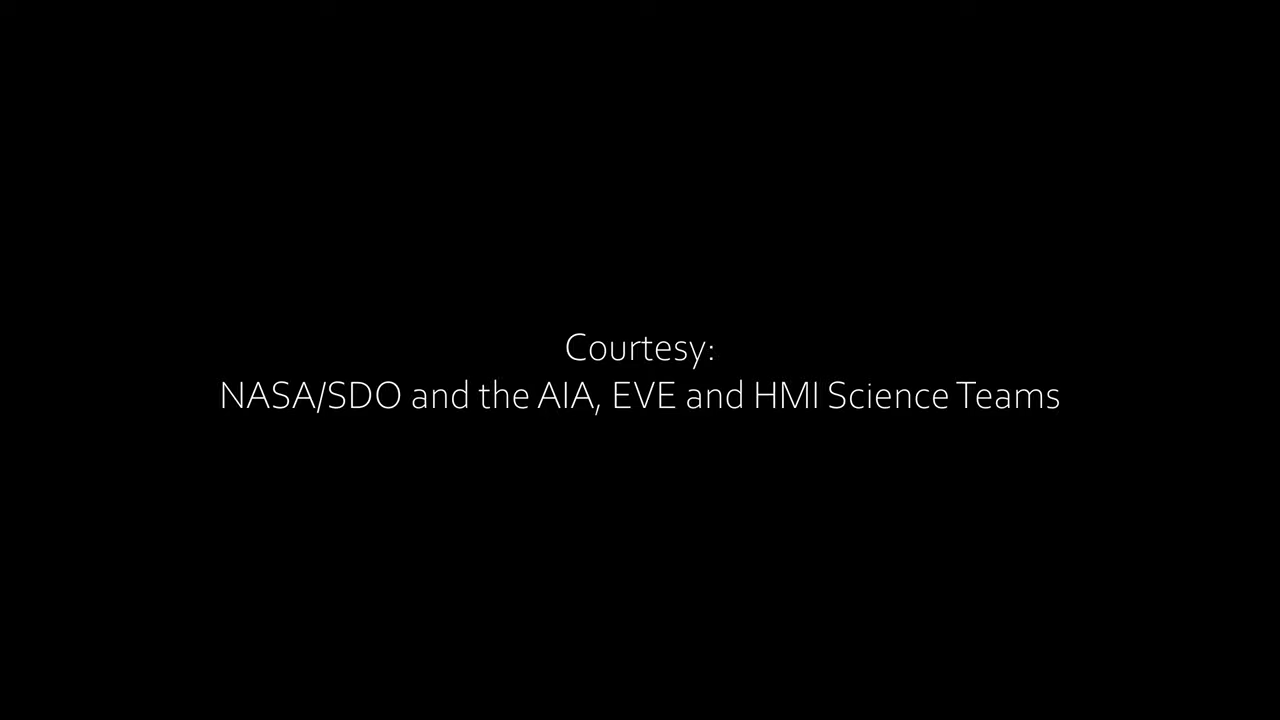 Courtesy:
NASA/SDO and the AIA, EVE and HMI Science Teams